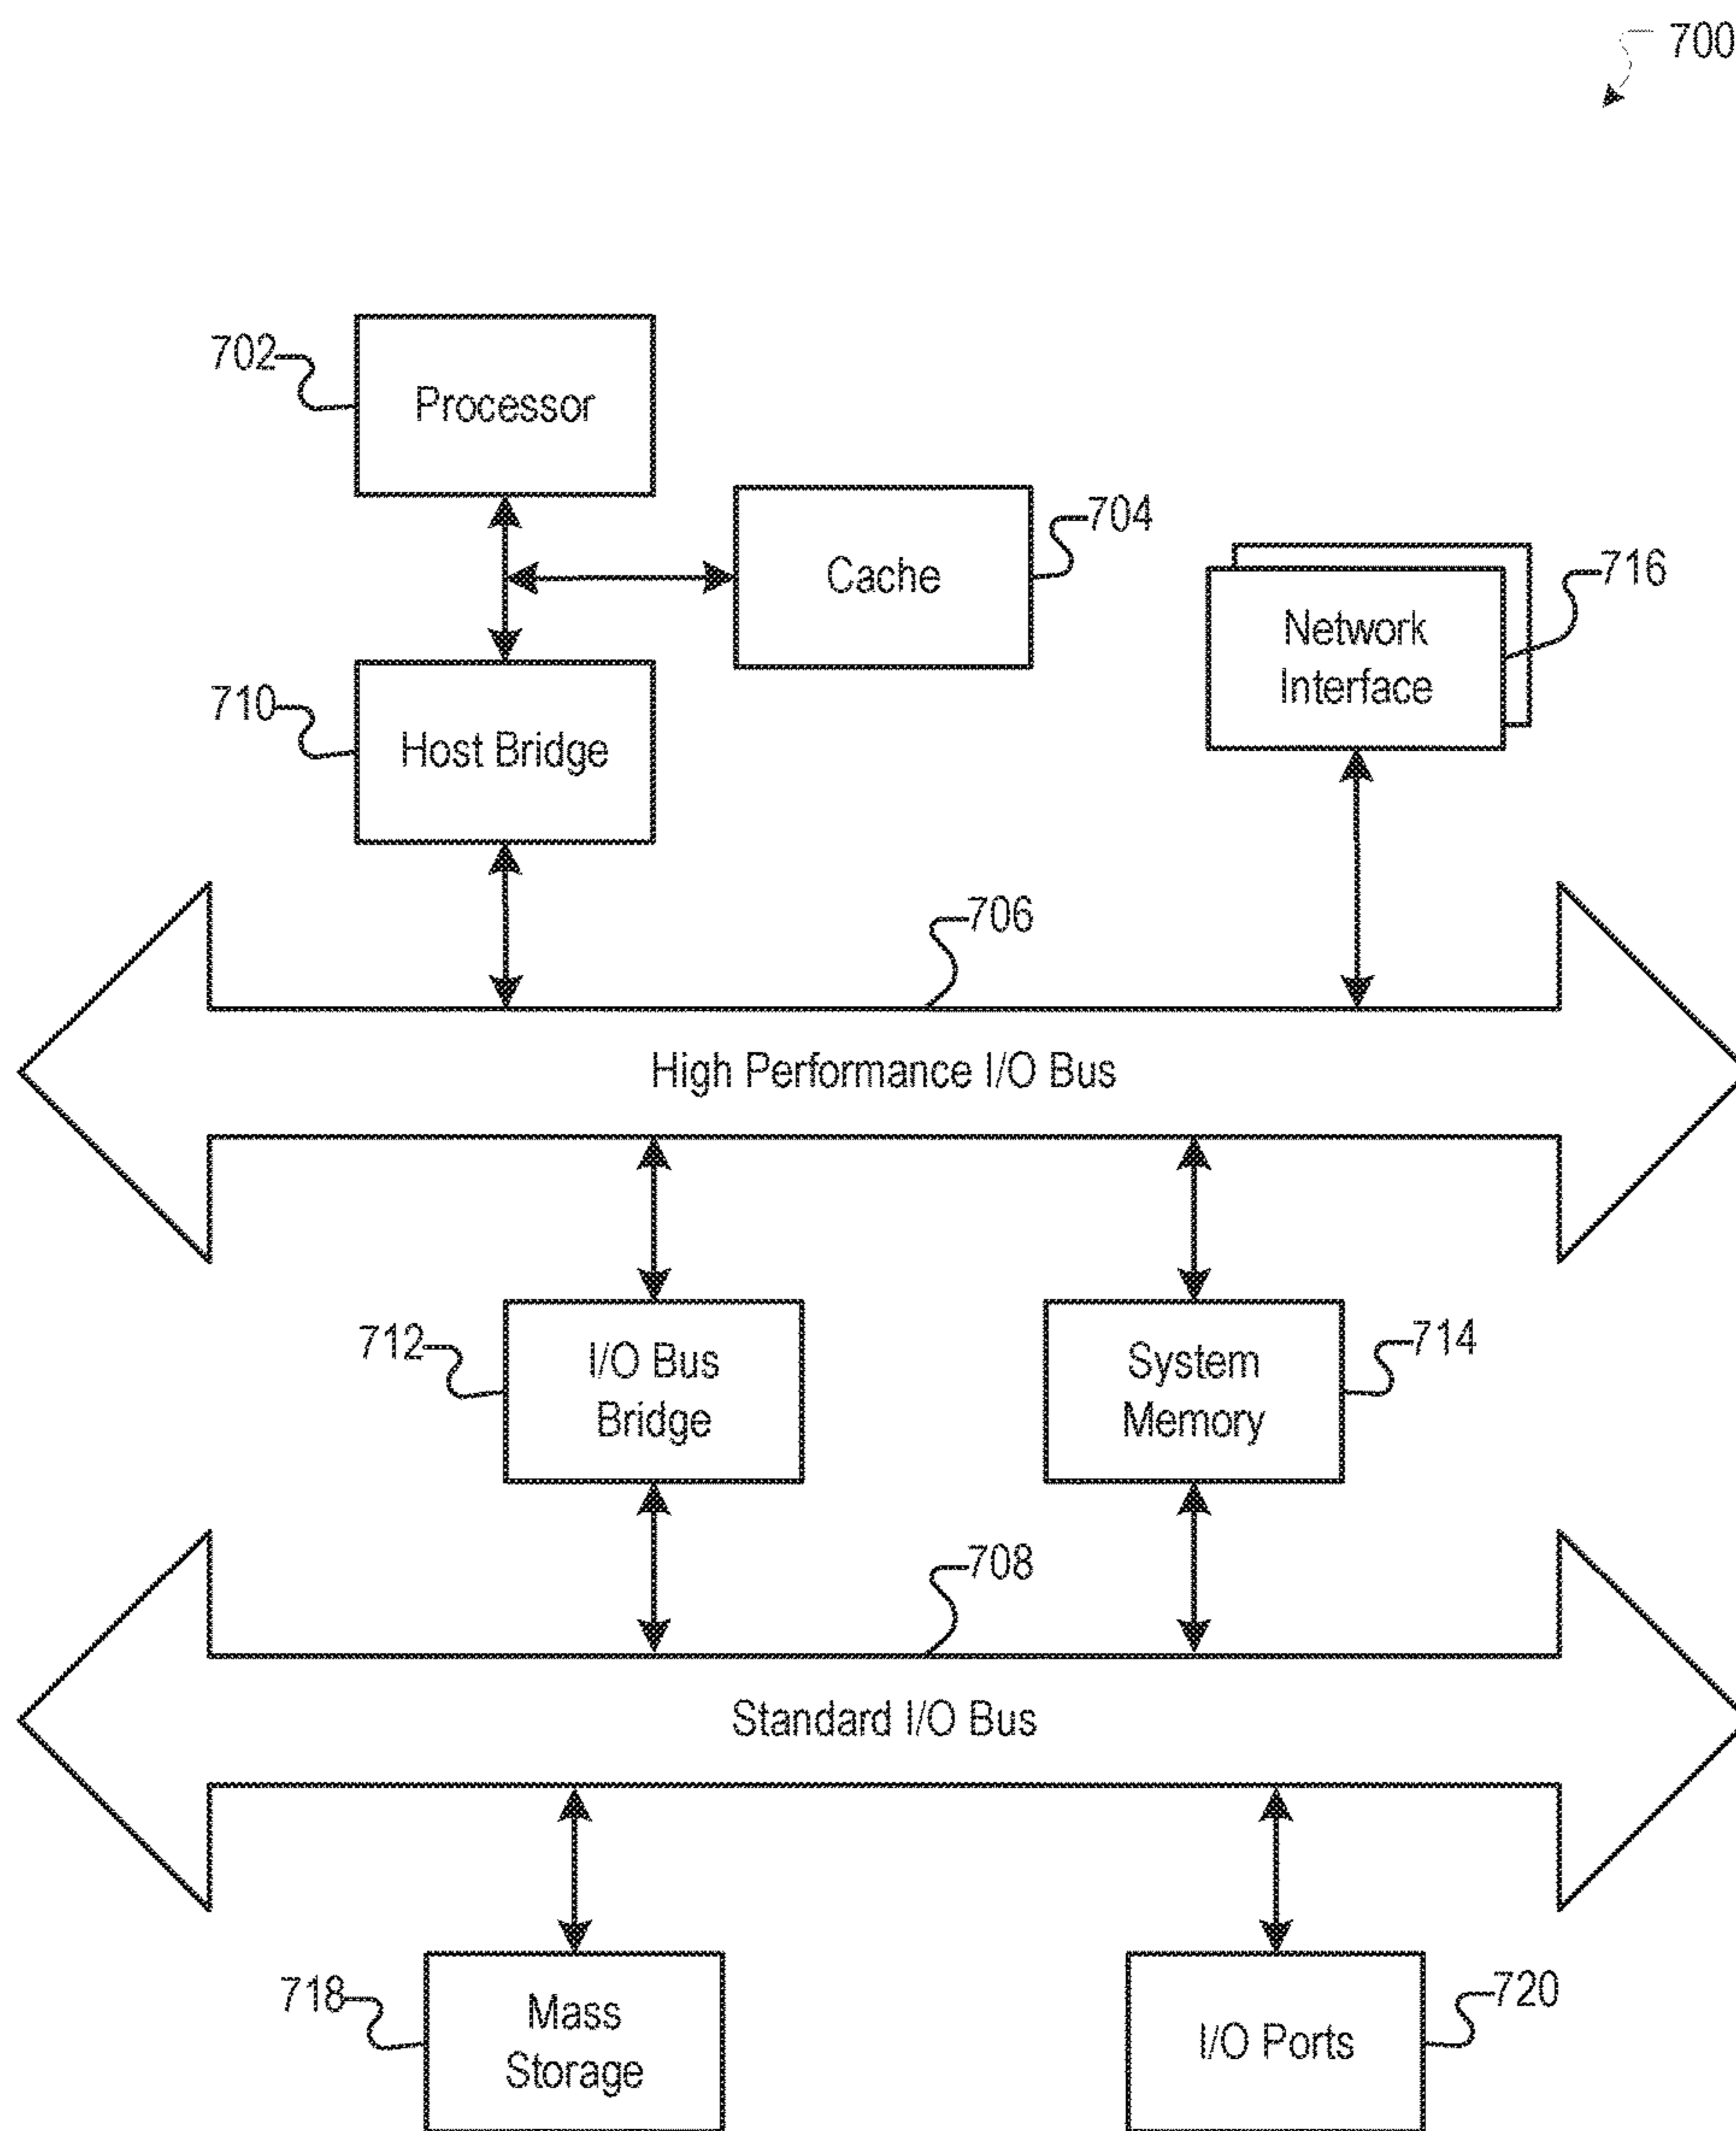 700
702
Processor
704
Cache
716
Network
Interface
710
Host Bridge
706
High Performance I/O Bus
712
I/O Bus
Bridge
714
System
Memory
708
Standard I/O Bus
718
Mass
Storage
720
I/O Ports